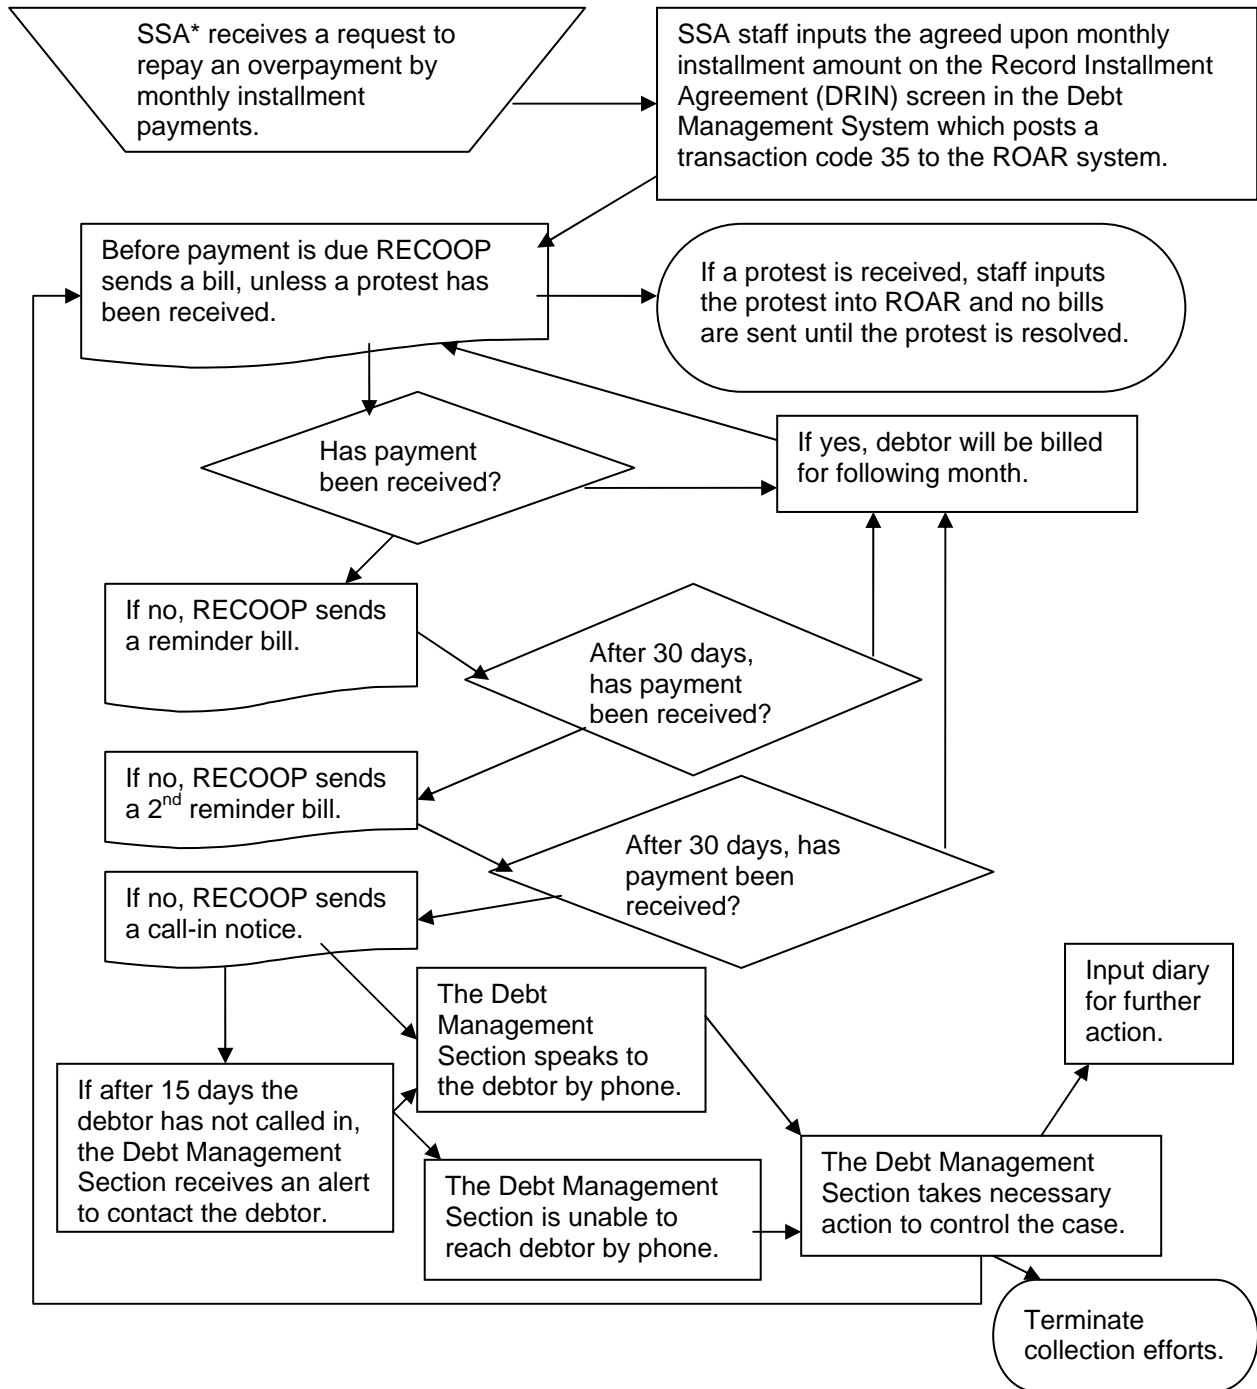 SSA* receives a request to
repay an overpayment by
monthly installment
payments.
SSA staff inputs the agreed upon monthly
installment amount on the Record Installment
Agreement (DRIN) screen in the Debt
Management System which posts a
transaction code 35 to the ROAR system.
Before payment is due RECOOP
sends a bill, unless a protest has
been received.
If a protest is received, staff inputs
the protest into ROAR and no bills
are sent until the protest is resolved.
Has payment
been received?
If yes, debtor will be billed
for following month.
If no, RECOOP sends
a reminder bill.
After 30 days,
has payment
been received?
If no, RECOOP sends
a 2nd reminder bill.
After 30 days, has
payment been
received?
If no, RECOOP sends
a call-in notice.
The Debt
Management
Section speaks to
the debtor by phone.
Input diary
for further
action.
If after 15 days the
debtor has not called in,
the Debt Management
Section receives an alert
to contact the debtor.
The Debt Management
Section is unable to
reach debtor by phone.
The Debt Management
Section takes necessary
action to control the case.
Terminate
collection efforts.